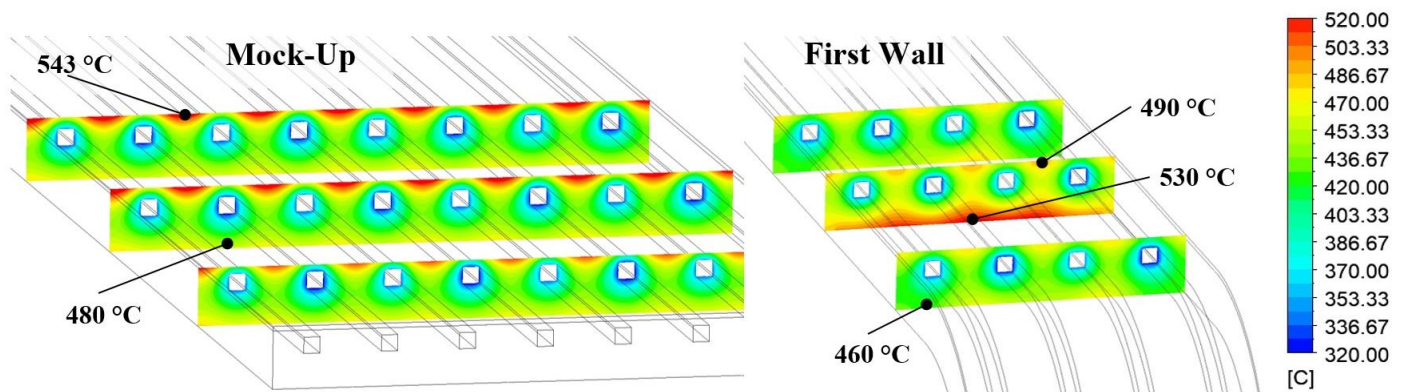 Mock-Up
543 °C
480 °C
First Wall
490 °C
530 °C
460 °C
520.00
503.33
486.67
470.00
453.33
436.67
420.00
403.33
386.67
370.00
353.33
336.67
320.00
[C]